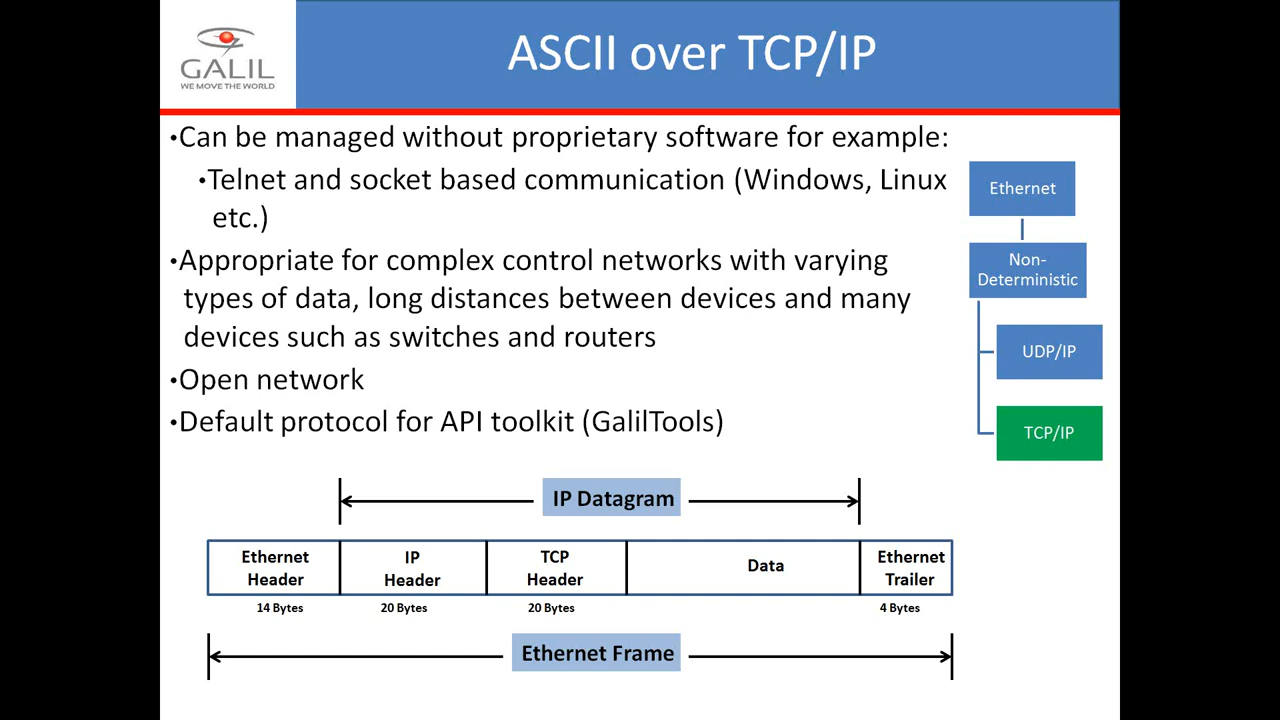 GALIL
WE MOVE THE WORLD
ASCII over TCP/IP
•Can be managed without proprietary software for example:
•Telnet and socket based communication (Windows, Linux
etc.)
•Appropriate for complex control networks with varying
types of data, long distances between devices and many
devices such as switches and routers
•Open network
•Default protocol for API toolkit (GalilTools)
Ethernet
Non-
Deterministic
UDP/IP
TCP/IP
IP Datagram
Ethernet
Header
IP
Header
TCP
Header
Data
Ethernet
Trailer
14 Bytes
20 Bytes
20 Bytes
4 Bytes
Ethernet Frame